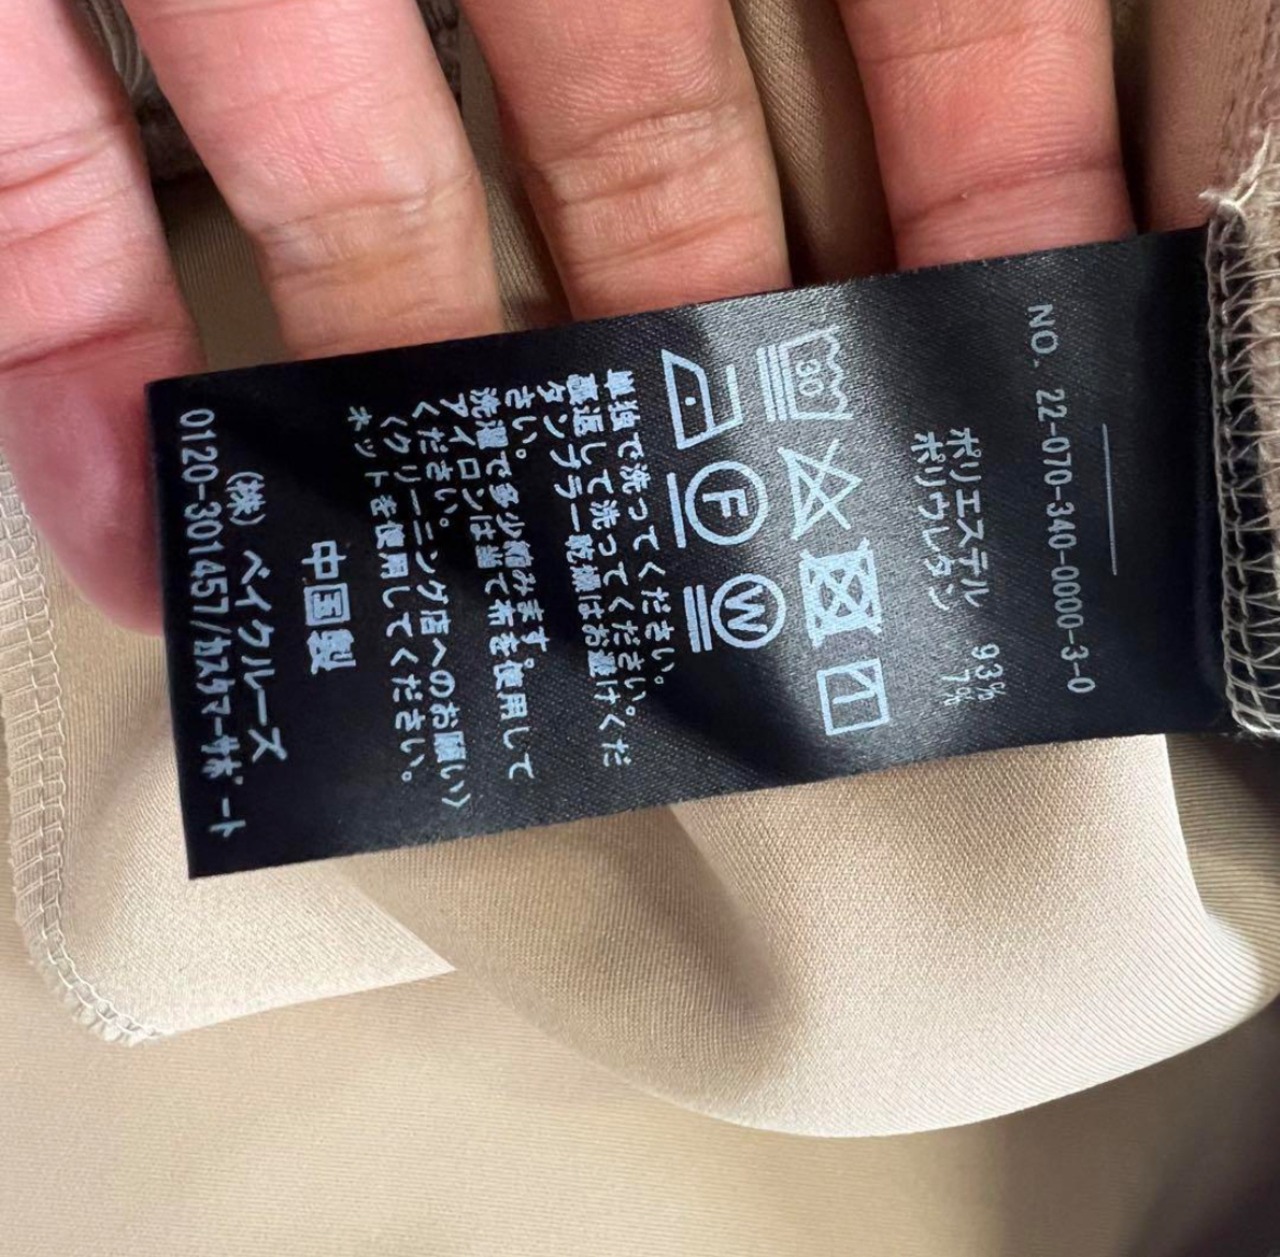 NO. 22-070-340-0000-3-0
ポリエステル 93%
ポリウレタン 7%
30
F
W
単独で洗ってください。
裏返して洗ってください。
タンブラー乾燥はお避けくだ
さい。
洗濯で多少縮みます。
アイロンは当て布を使用して
ください。
〈クリーニング店へのお願い〉
ネットを使用してください。
中国製
(株) ベイクルーズ
0120-301457/カスタマーサポート